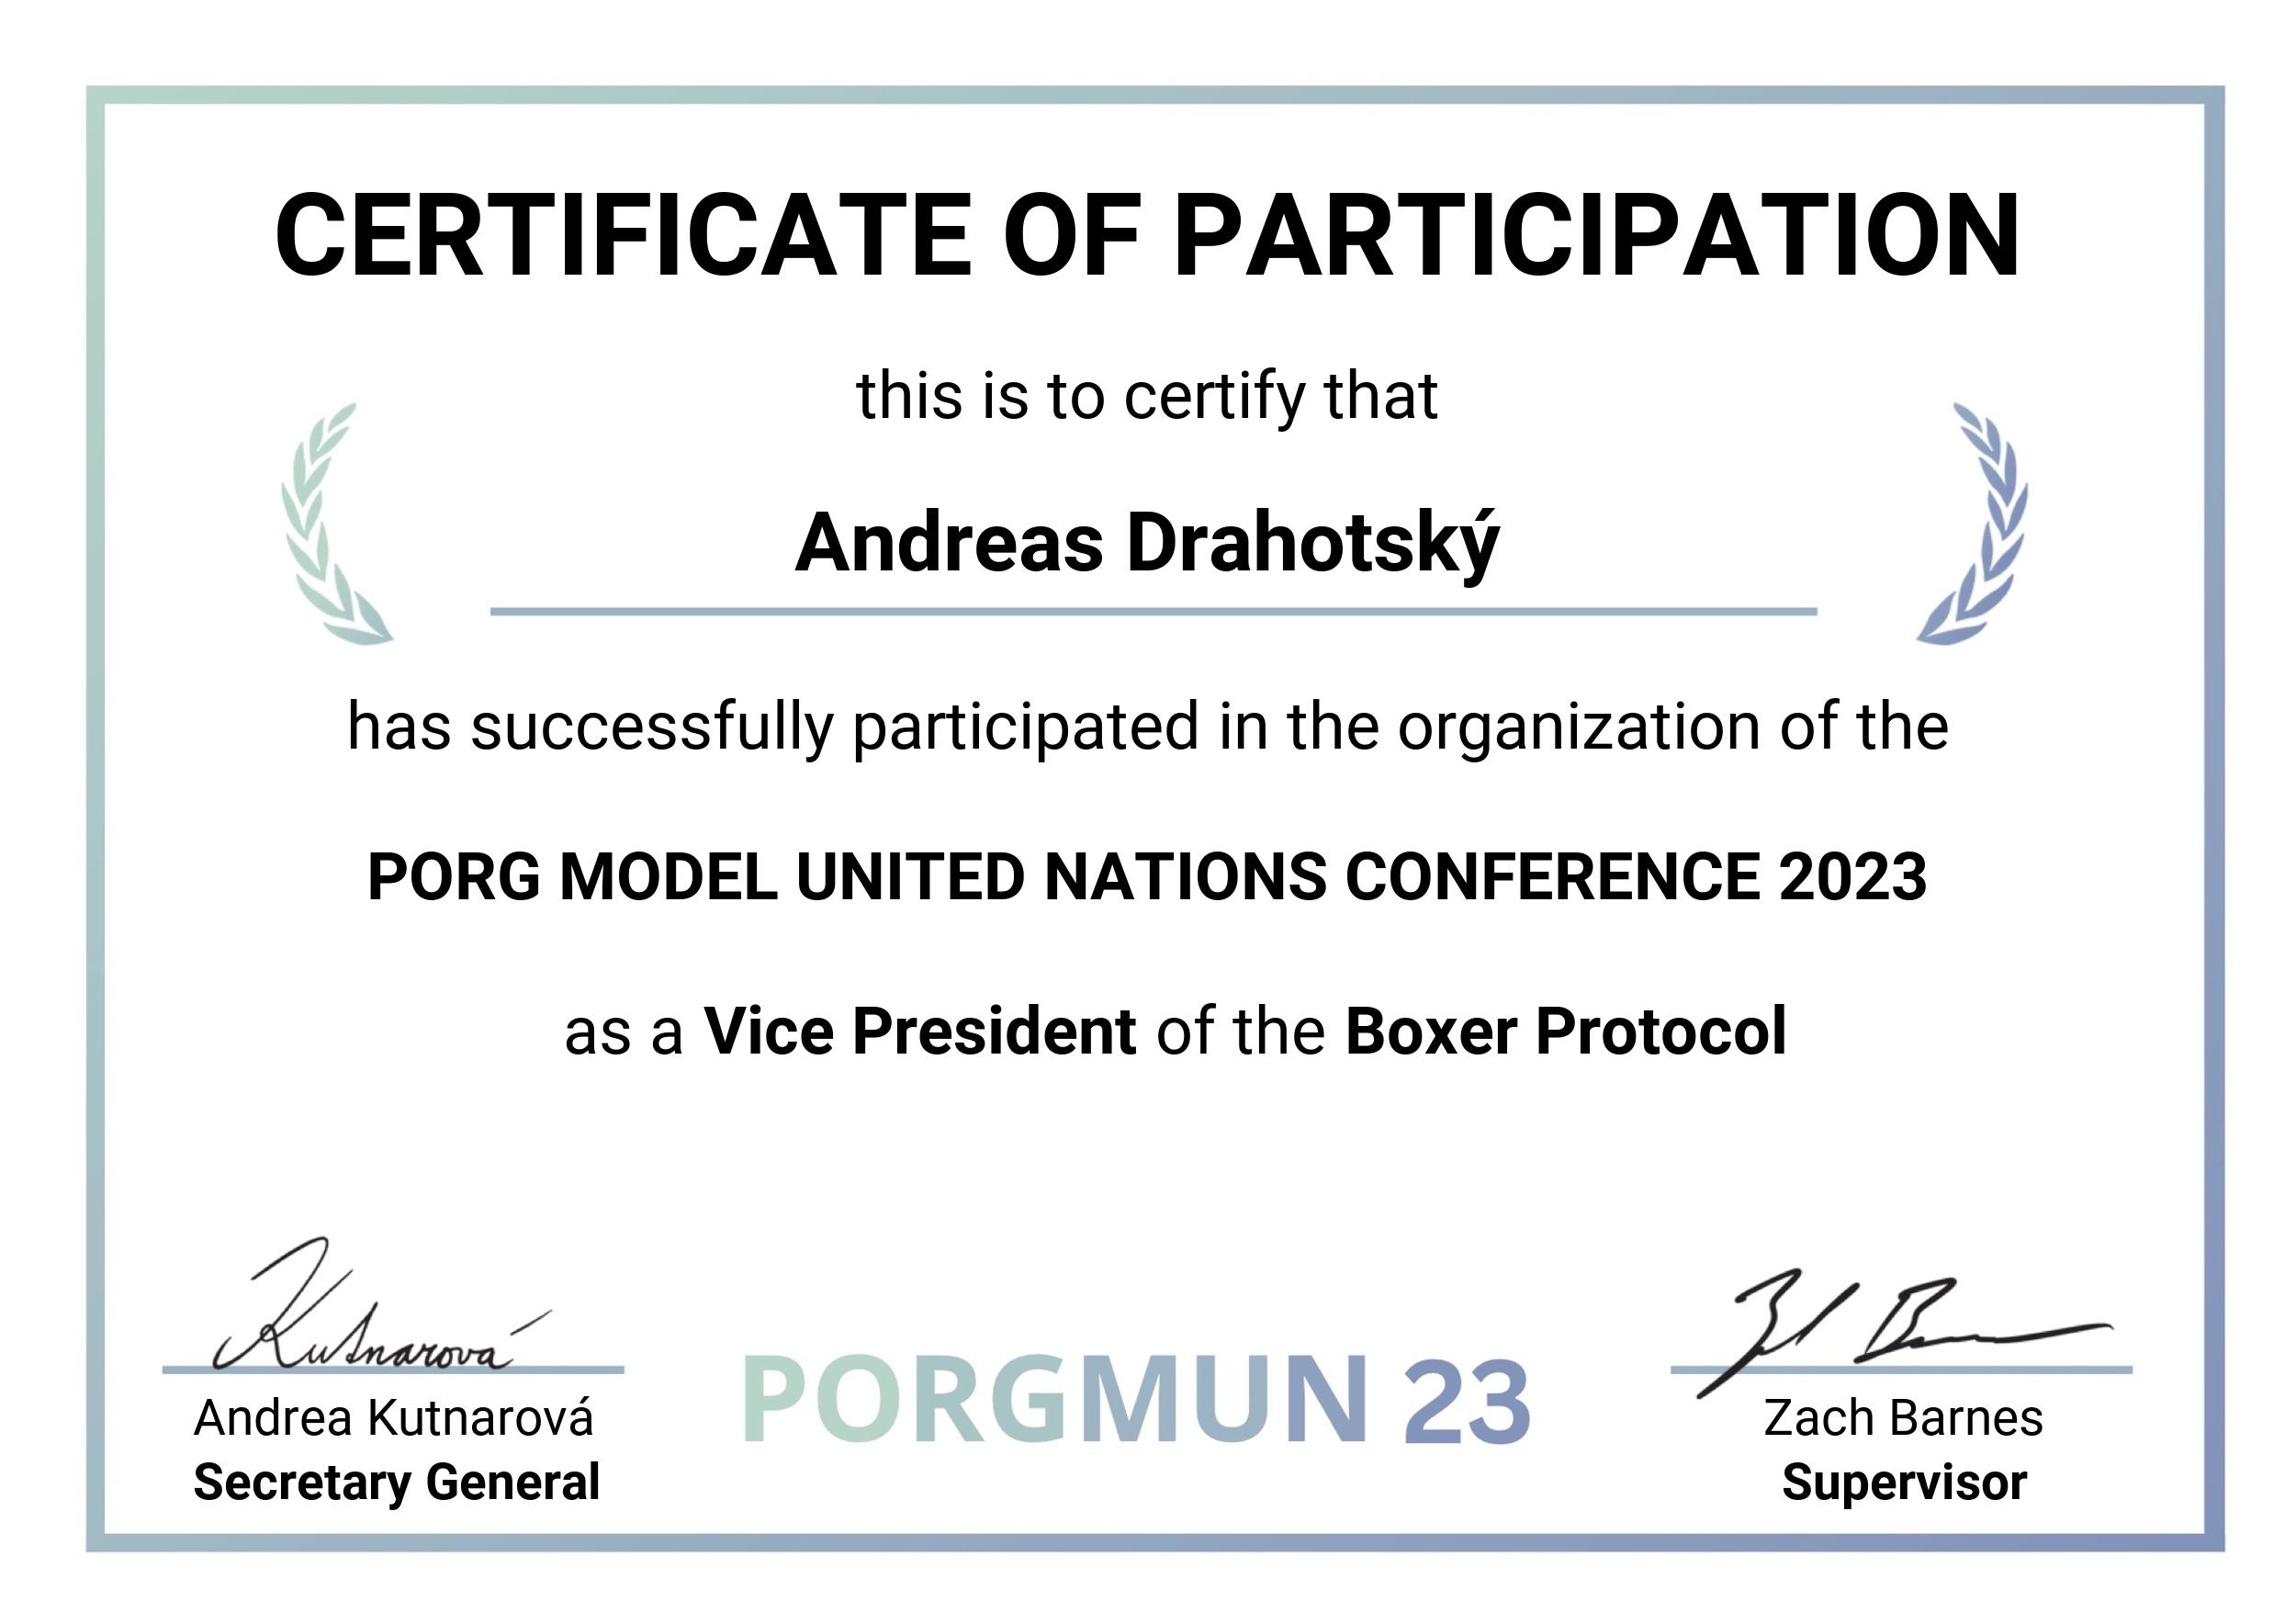 CERTIFICATE OF PARTICIPATION
this is to certify that
Andreas Drahotský
has successfully participated in the organization of the
PORG MODEL UNITED NATIONS CONFERENCE 2023
as a Vice President of the Boxer Protocol
Kutnarová
Andrea Kutnarová
Secretary General
PORGMUN 23
Zach Barnes
Supervisor